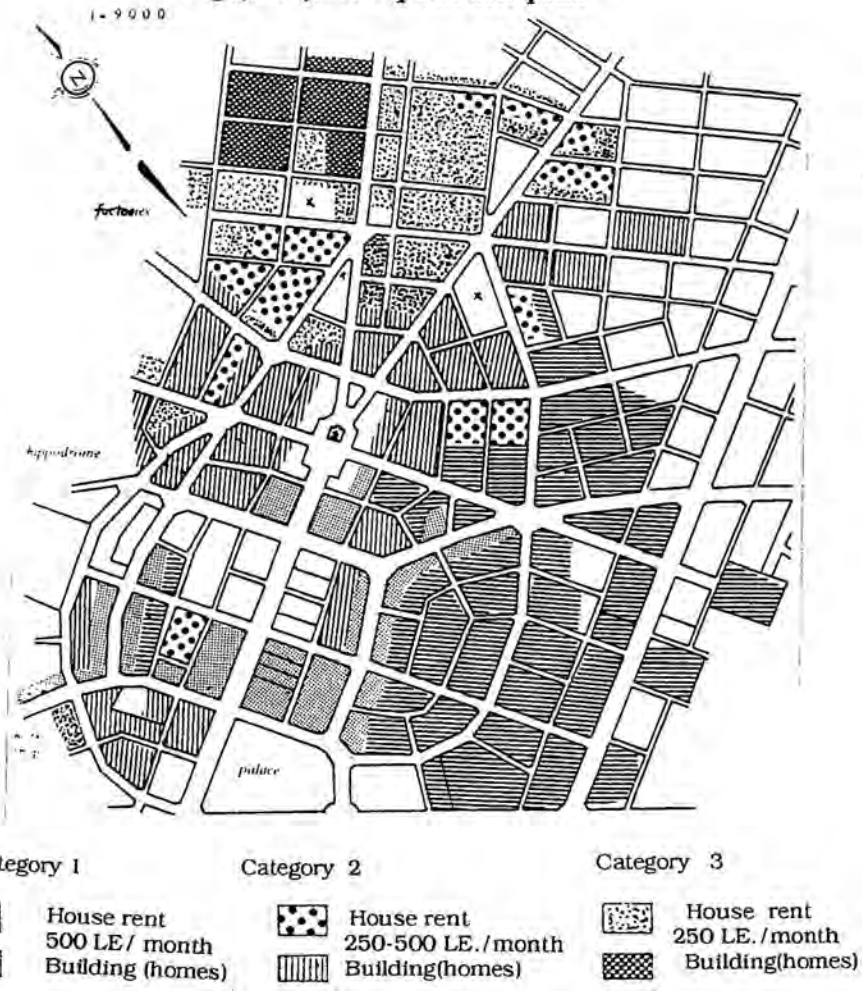 1-9000
N
factories
hippodrome
palace
tegory 1
Category 2
Category 3
House rent
500 LE/ month
Building (homes)
House rent
250-500 LE./month
Building(homes)
House rent
250 LE./month
Building(homes)